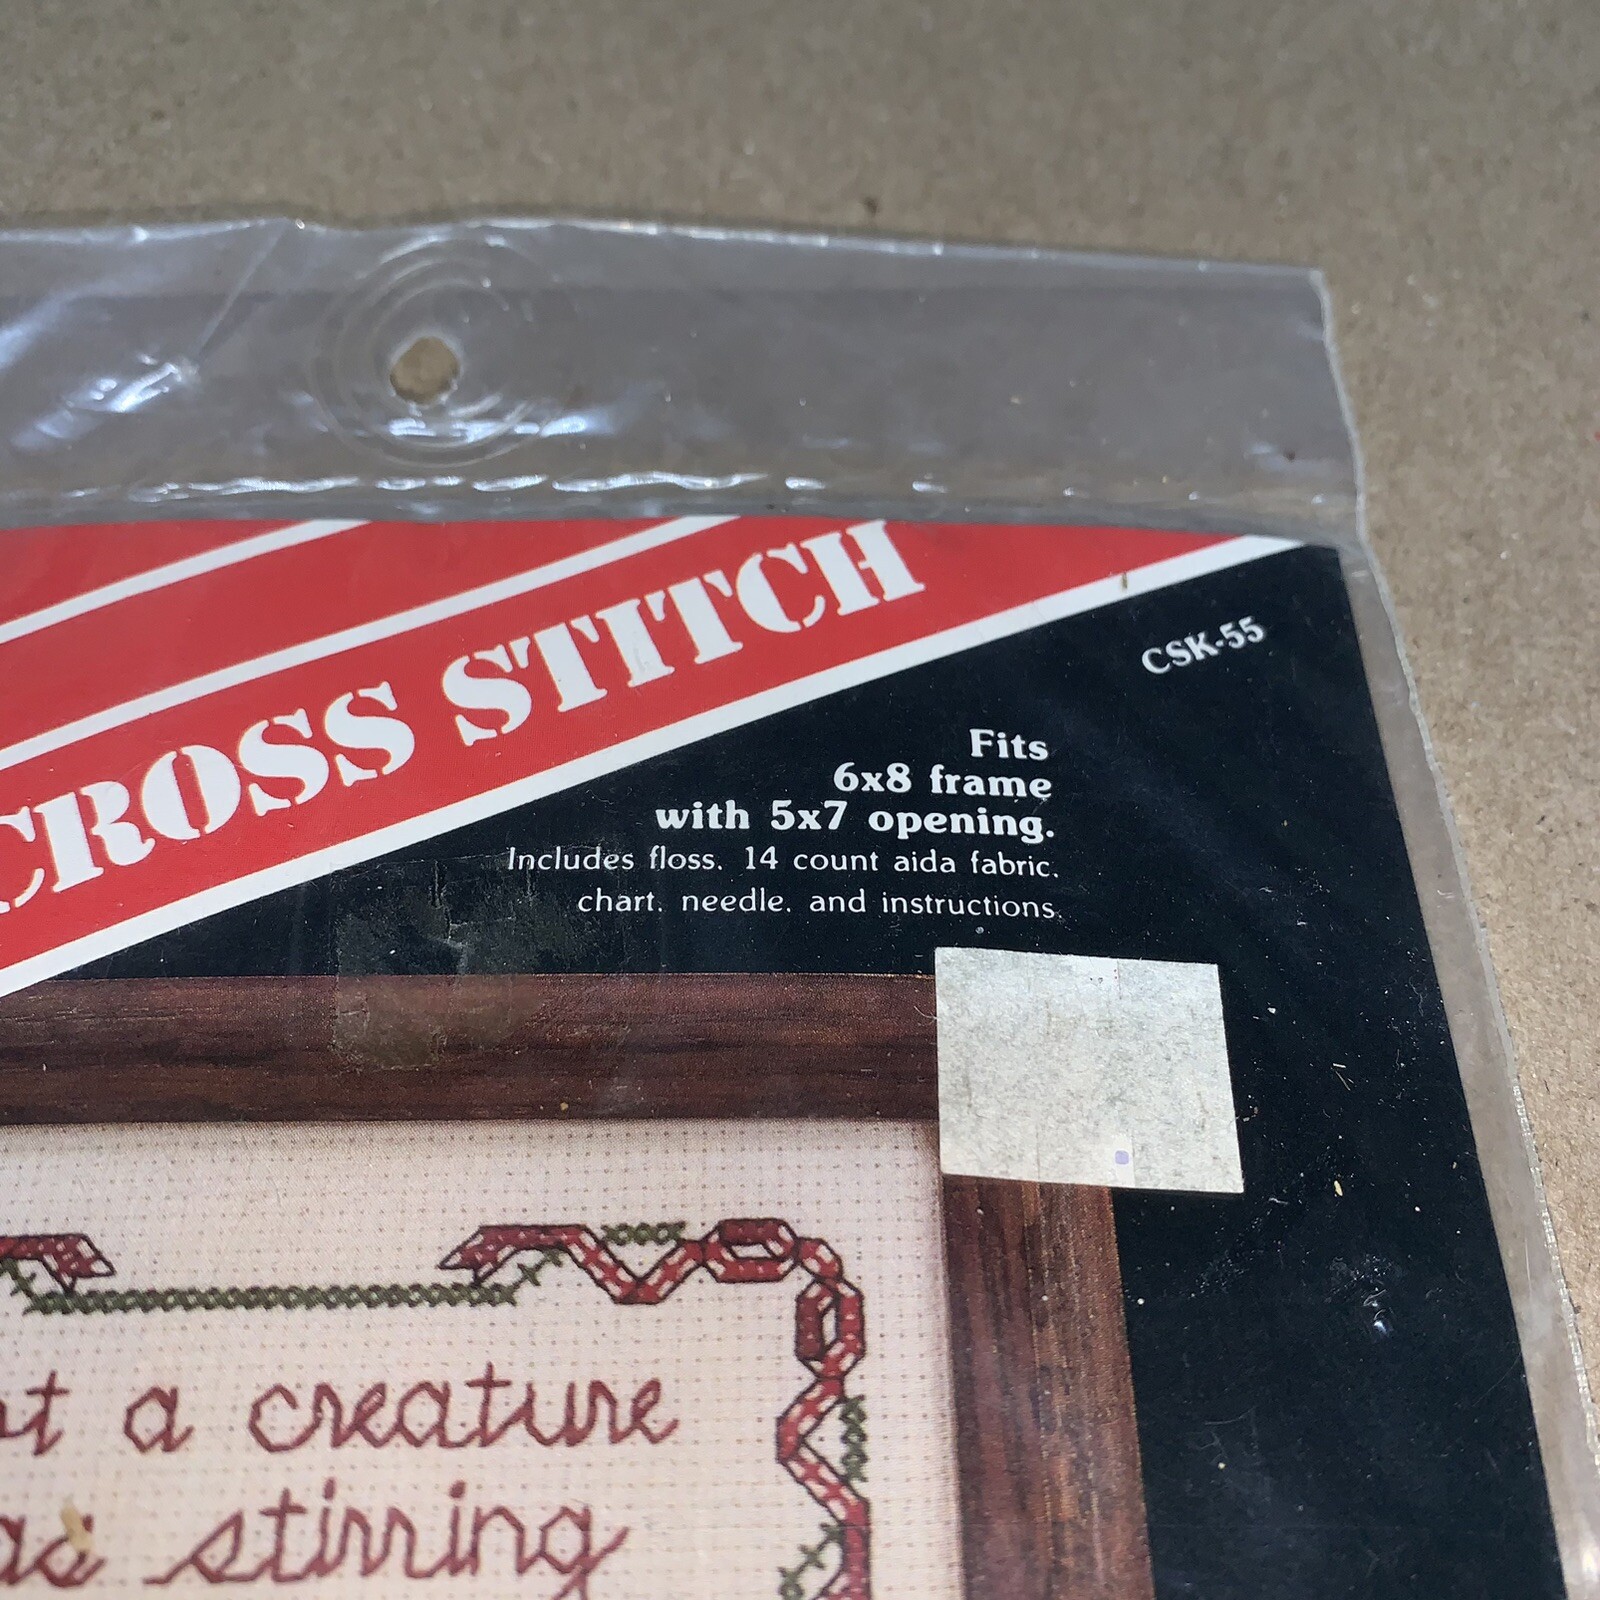 CROSS STITCH
CSK-55
Fits
6x8 frame
with 5x7 opening.
Includes floss, 14 count aida fabric,
chart, needle, and instructions.
a creature
stirring